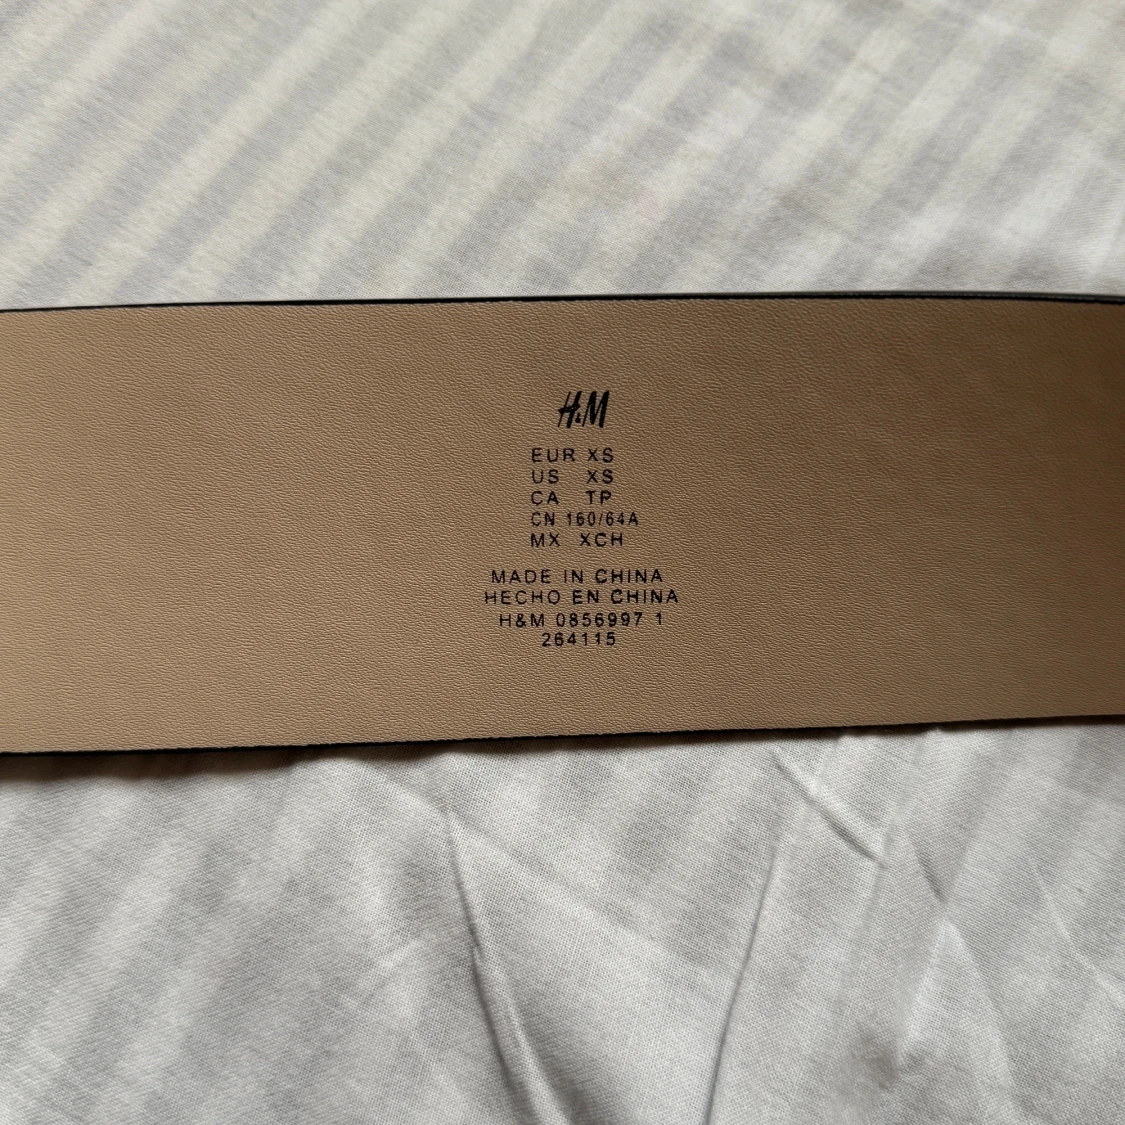 H&M
EUR XS
US XS
CA TP
CN 160/64A
MX XCH
MADE IN CHINA
HECHO EN CHINA
H&M 0856997 1
264115